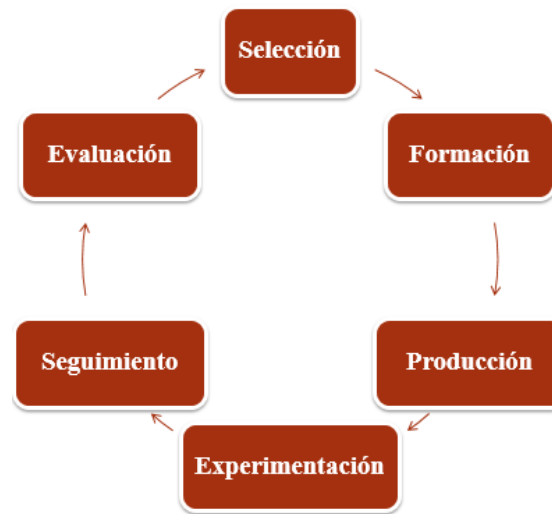 Selección
Formación
Producción
Experimentación
Seguimiento
Evaluación